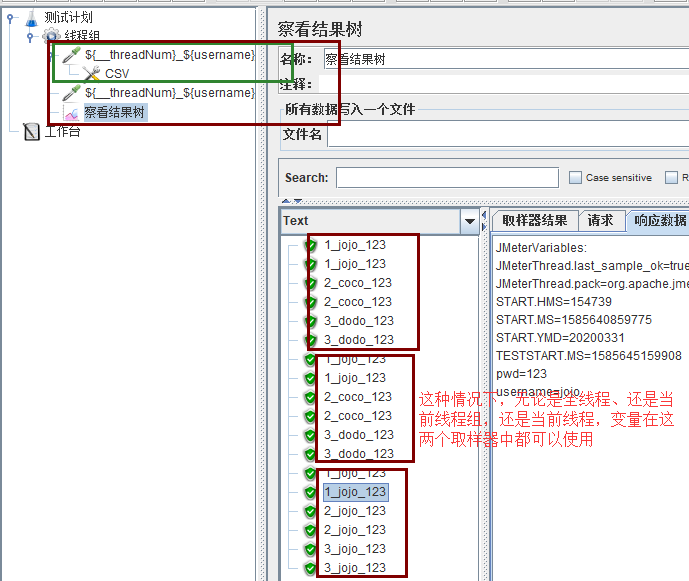 测试计划
线程组
${__threadNum}_${username}
CSV
${__threadNum}_${username}
察看结果树
工作台
察看结果树
名称：
察看结果树
注释：
所有数据写入一个文件
文件名
Search:
Case sensitive
R
Text
取样器结果
请求
响应数据
1_jojo_123
1_jojo_123
2_coco_123
2_coco_123
3_dodo_123
3_dodo_123
1_jojo_123
1_jojo_123
2_coco_123
2_coco_123
3_dodo_123
3_dodo_123
1_jojo_123
1_jojo_123
2_jojo_123
2_jojo_123
3_jojo_123
3_jojo_123
JMeterVariables:
JMeterThread.last_sample_ok=true
JMeterThread.pack=org.apache.jme
START.HMS=154739
START.MS=1585640859775
START.YMD=20200331
TESTSTART.MS=1585645159908
pwd=123
username=jojo
这种情况下，无论是全线程、还是当
前线程组，还是当前线程，变量在这
两个取样器中都可以使用